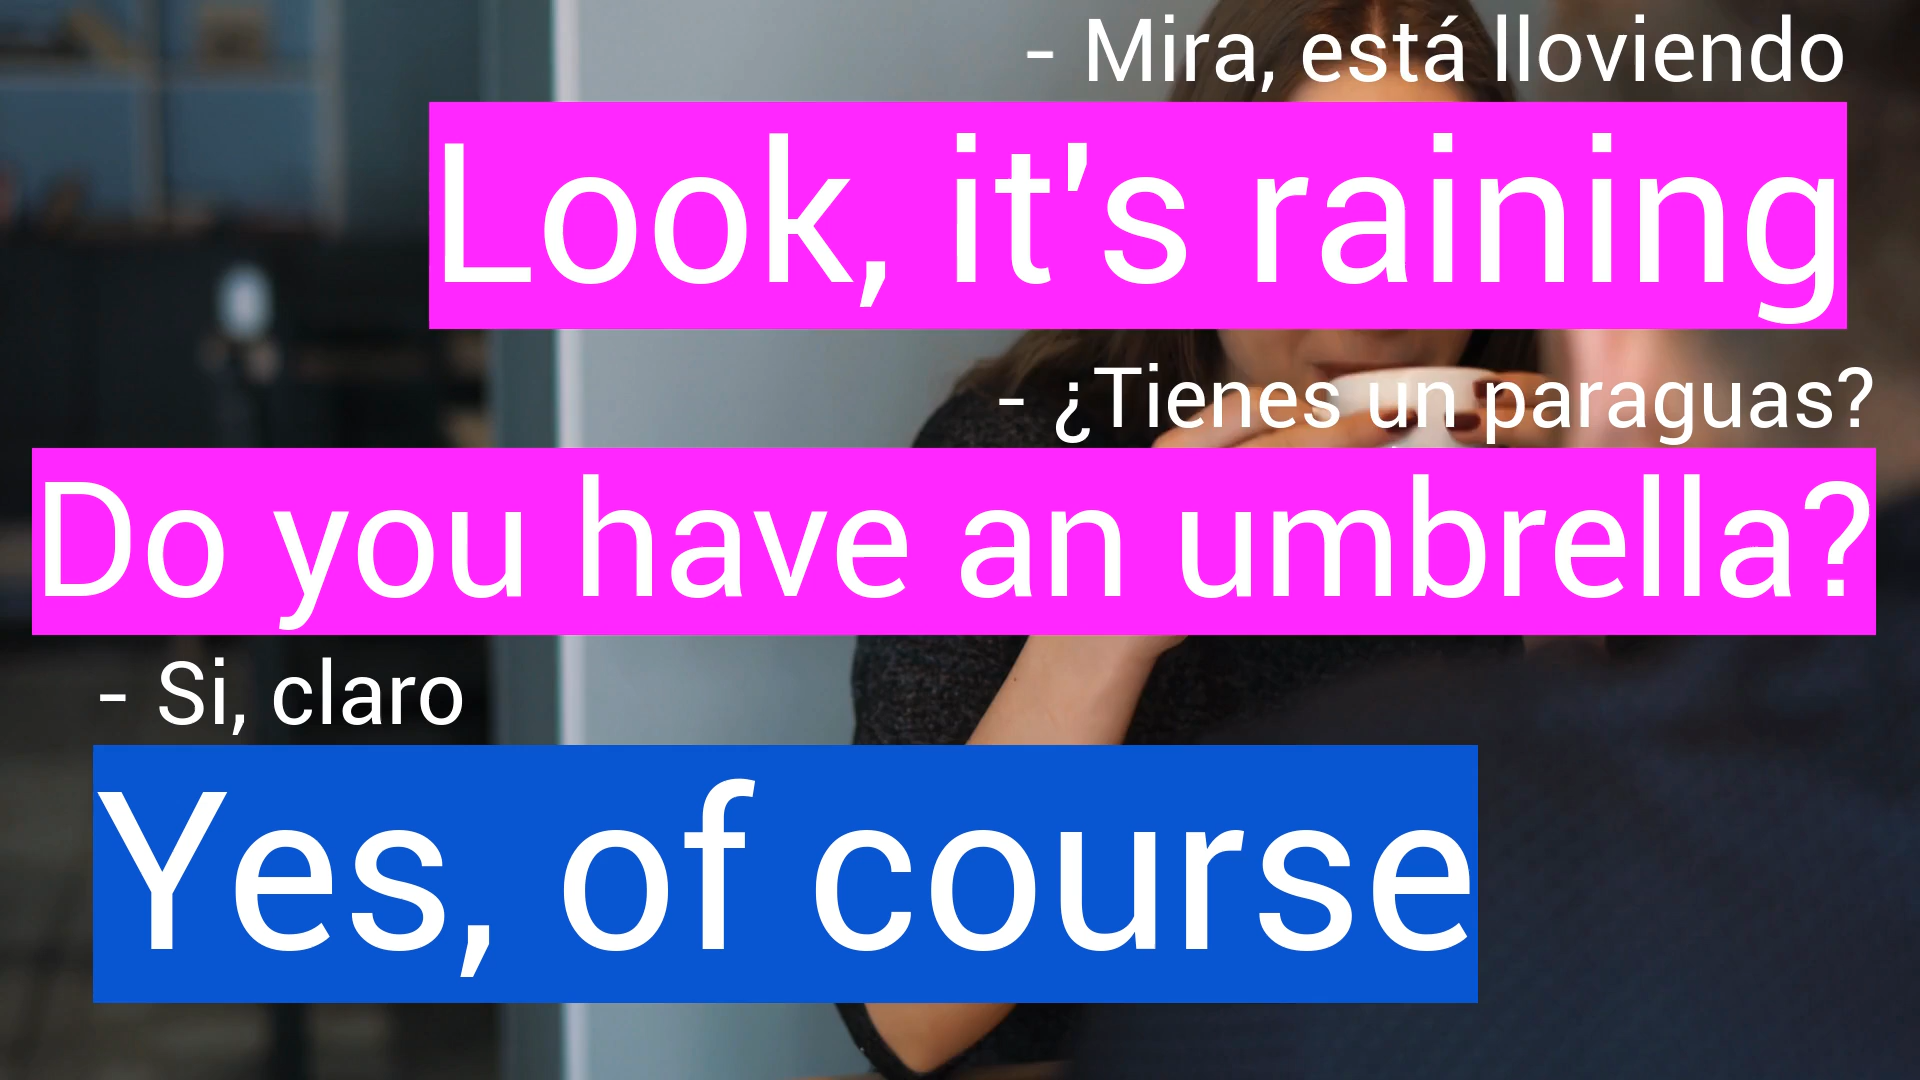 - Mira, está lloviendo
Look, it's raining
- ¿Tienes un paraguas?
Do you have an umbrella?
- Si, claro
Yes, of course